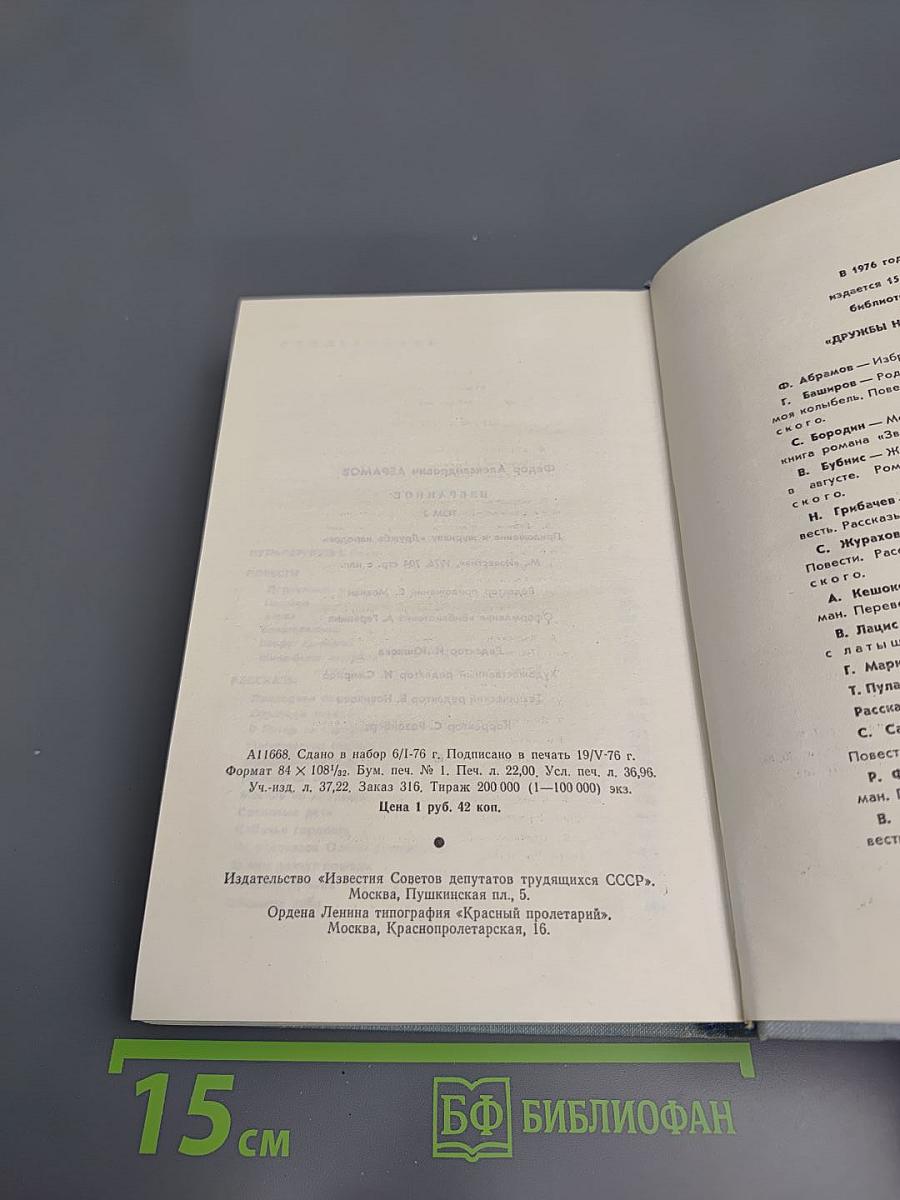 А11668. Сдано в набор 6/I-76 г. Подписано в печать 19/V-76 г.
Формат 84 × 108¹/₃₂. Бум. печ. № 1. Печ. л. 22,00. Усл. печ. л. 36,96.
Уч.-изд. л. 37,22. Заказ 316. Тираж 200 000 (1—100 000) экз.
Цена 1 руб. 42 коп.
Издательство «Известия Советов депутатов трудящихся СССР».
Москва, Пушкинская пл., 5.
Ордена Ленина типография «Красный пролетарий».
Москва, Краснопролетарская, 16.
В 1976 год
издается 15
библиот
«ДРУЖБЫ Н
Ф. Абрамов — Избр
Г. Баширов — Род
моя колыбель. Пове
ского.
С. Бородин — М
книга романа «Зв
В. Бубнис — Ж
в августе. Ром
ского.
Н. Грибачев
весть. Рассказы
С. Журахов
Повести. Расс
ского.
А. Кешок
ман. Перев
В. Лацис
с латыш
Г. Мар
Т. Пула
Расска
С. Са
Повест
Р. Ф
ман. П
В.
вест
15 см
БФ БИБЛИОФАН